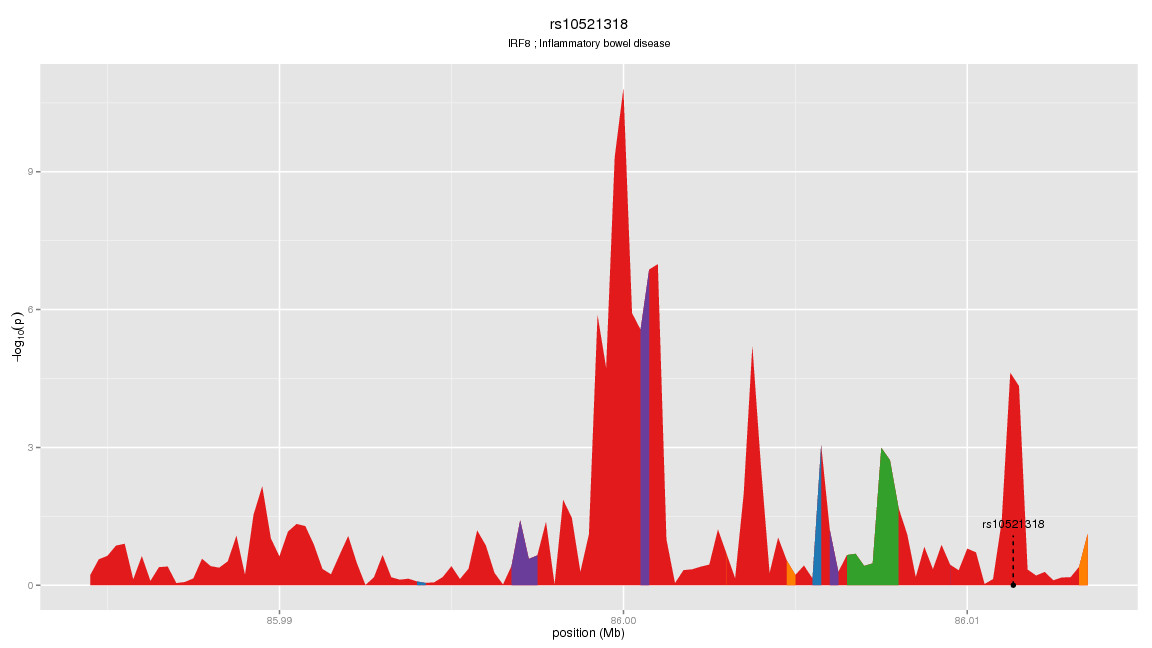 rs10521318
IRF8 ; Inflammatory bowel disease
9
6
3
0
−log10(p)
rs10521318
85.99
86.00
86.01
position (Mb)